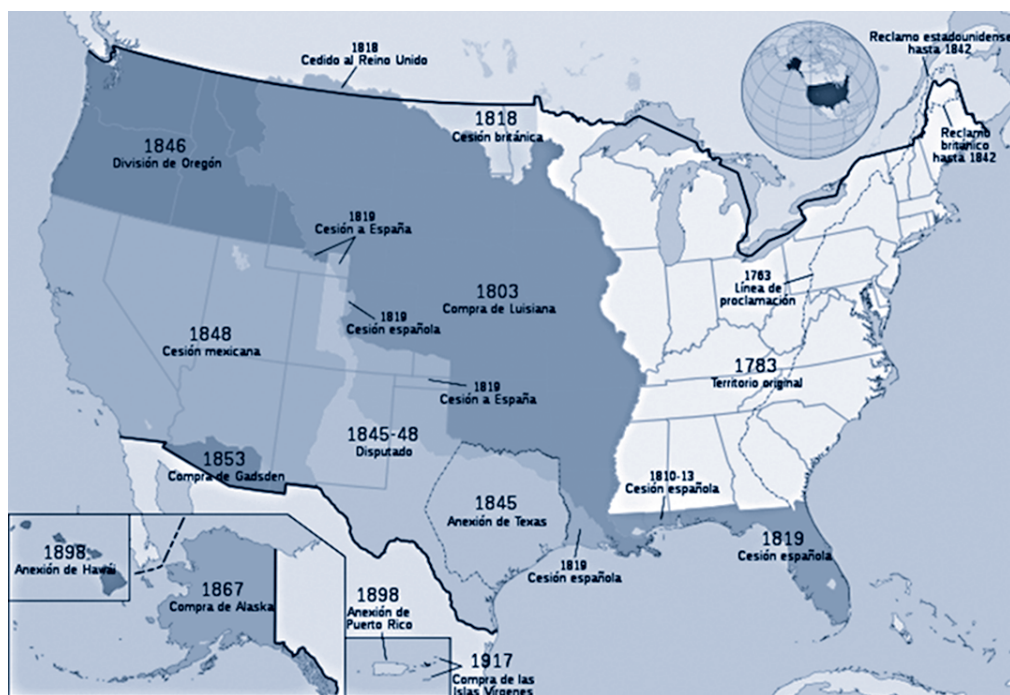 1818
Cedido al Reino Unido
Reclamo estadounidense
hasta 1842
1818
Cesión británica
Reclamo
británico
hasta 1842
1846
División de Oregón
1819
Cesión a España
1763
Línea de
proclamación
1803
Compra de Luisiana
1819
Cesión española
1848
Cesión mexicana
1783
Territorio original
1819
Cesión a España
1845-48
Disputado
1853
Compra de Gadsden
1810-13
Cesión española
1845
Anexión de Texas
1819
Cesión española
1819
Cesión española
1898
Anexión de Hawái
1867
Compra de Alaska
1898
Anexión de
Puerto Rico
1917
Compra de las
Islas Vírgenes